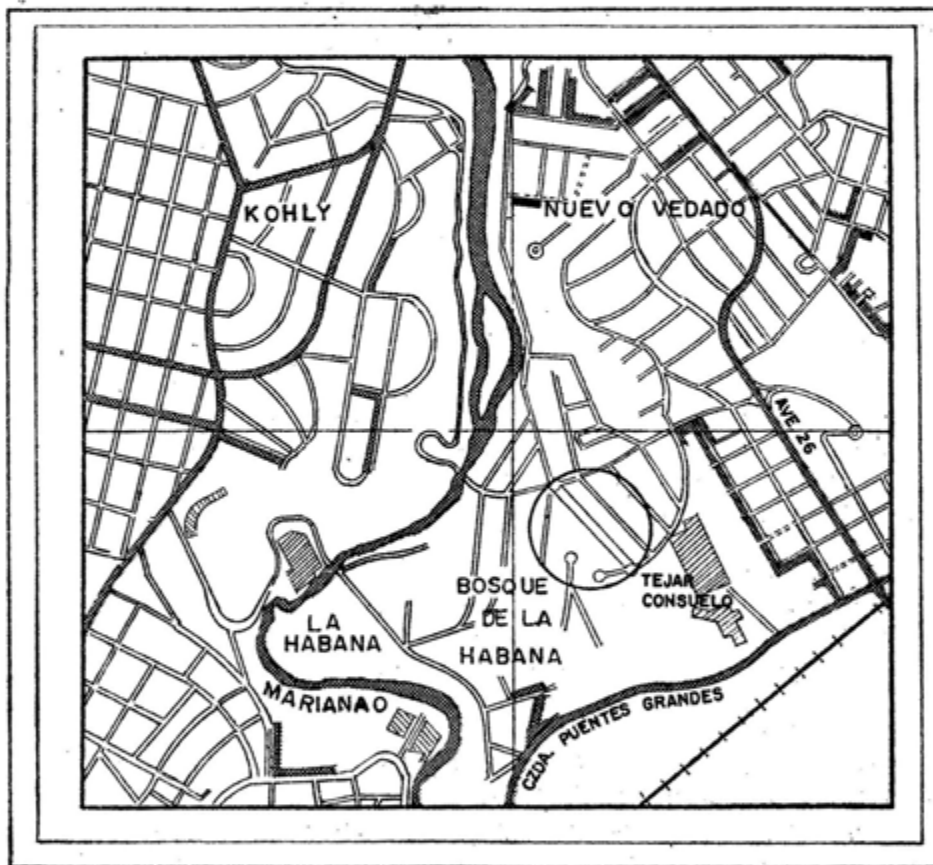 KOHLY
NUEVO VEDADO
AVE 26
BOSQUE
DE LA
HABANA
TEJAR
CONSUELO
LA
HABANA
MARIANAO
CZDA. PUENTES GRANDES